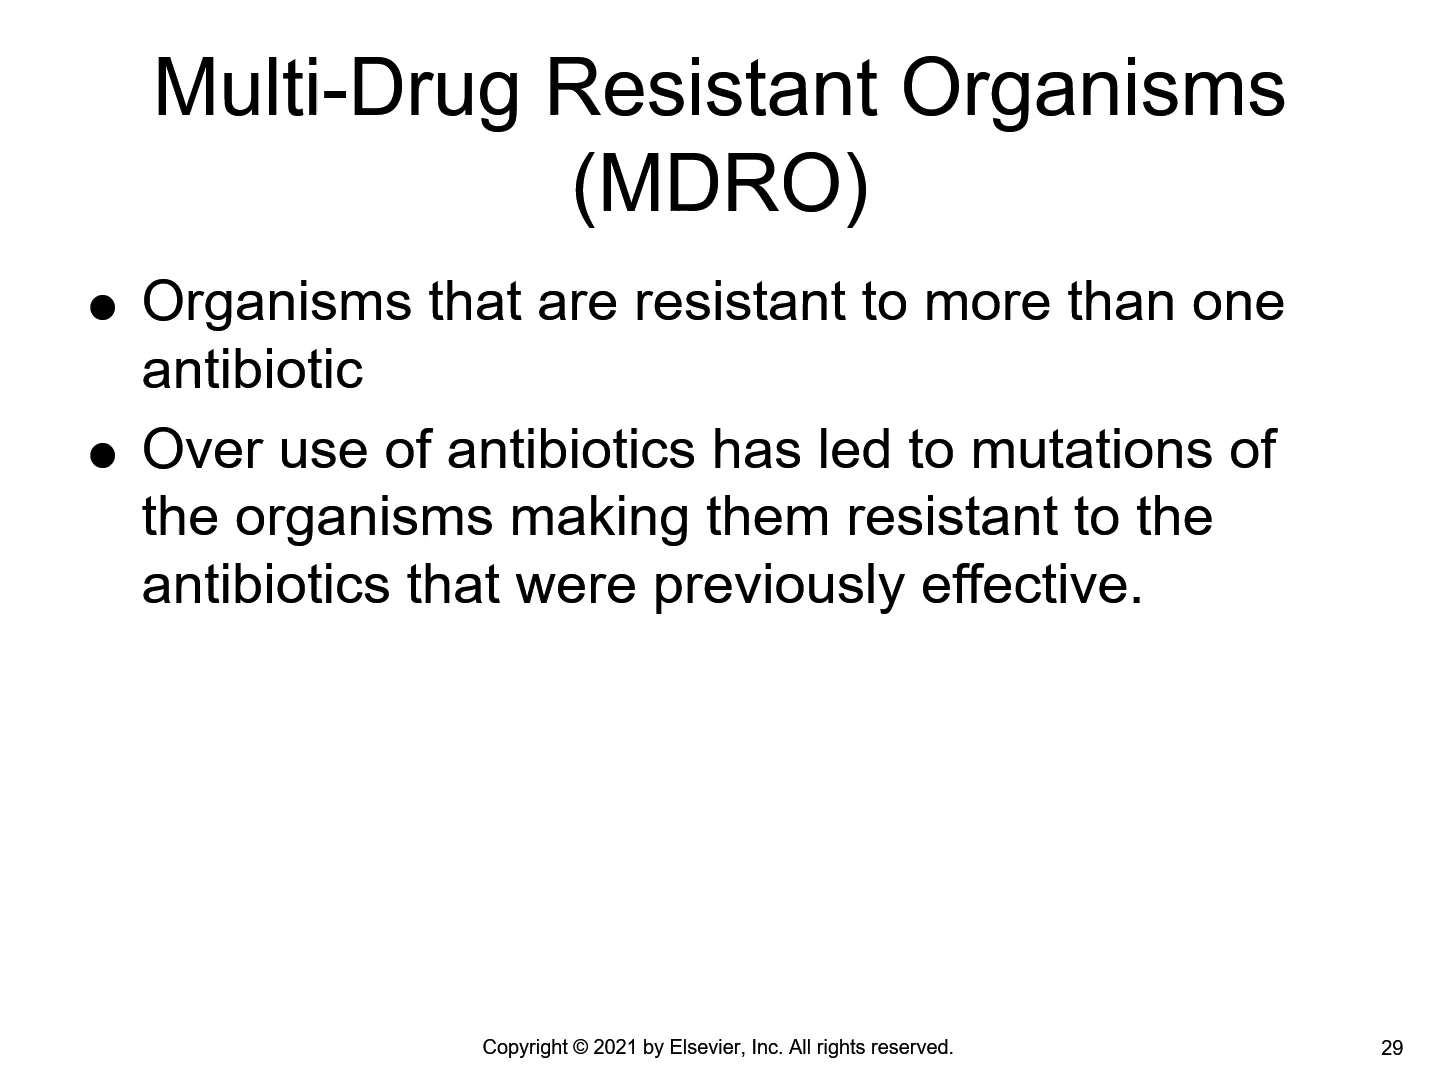 Multi-Drug Resistant Organisms
(MDRO)
● Organisms that are resistant to more than one
antibiotic
● Over use of antibiotics has led to mutations of
the organisms making them resistant to the
antibiotics that were previously effective.
Copyright © 2021 by Elsevier, Inc. All rights reserved.
29